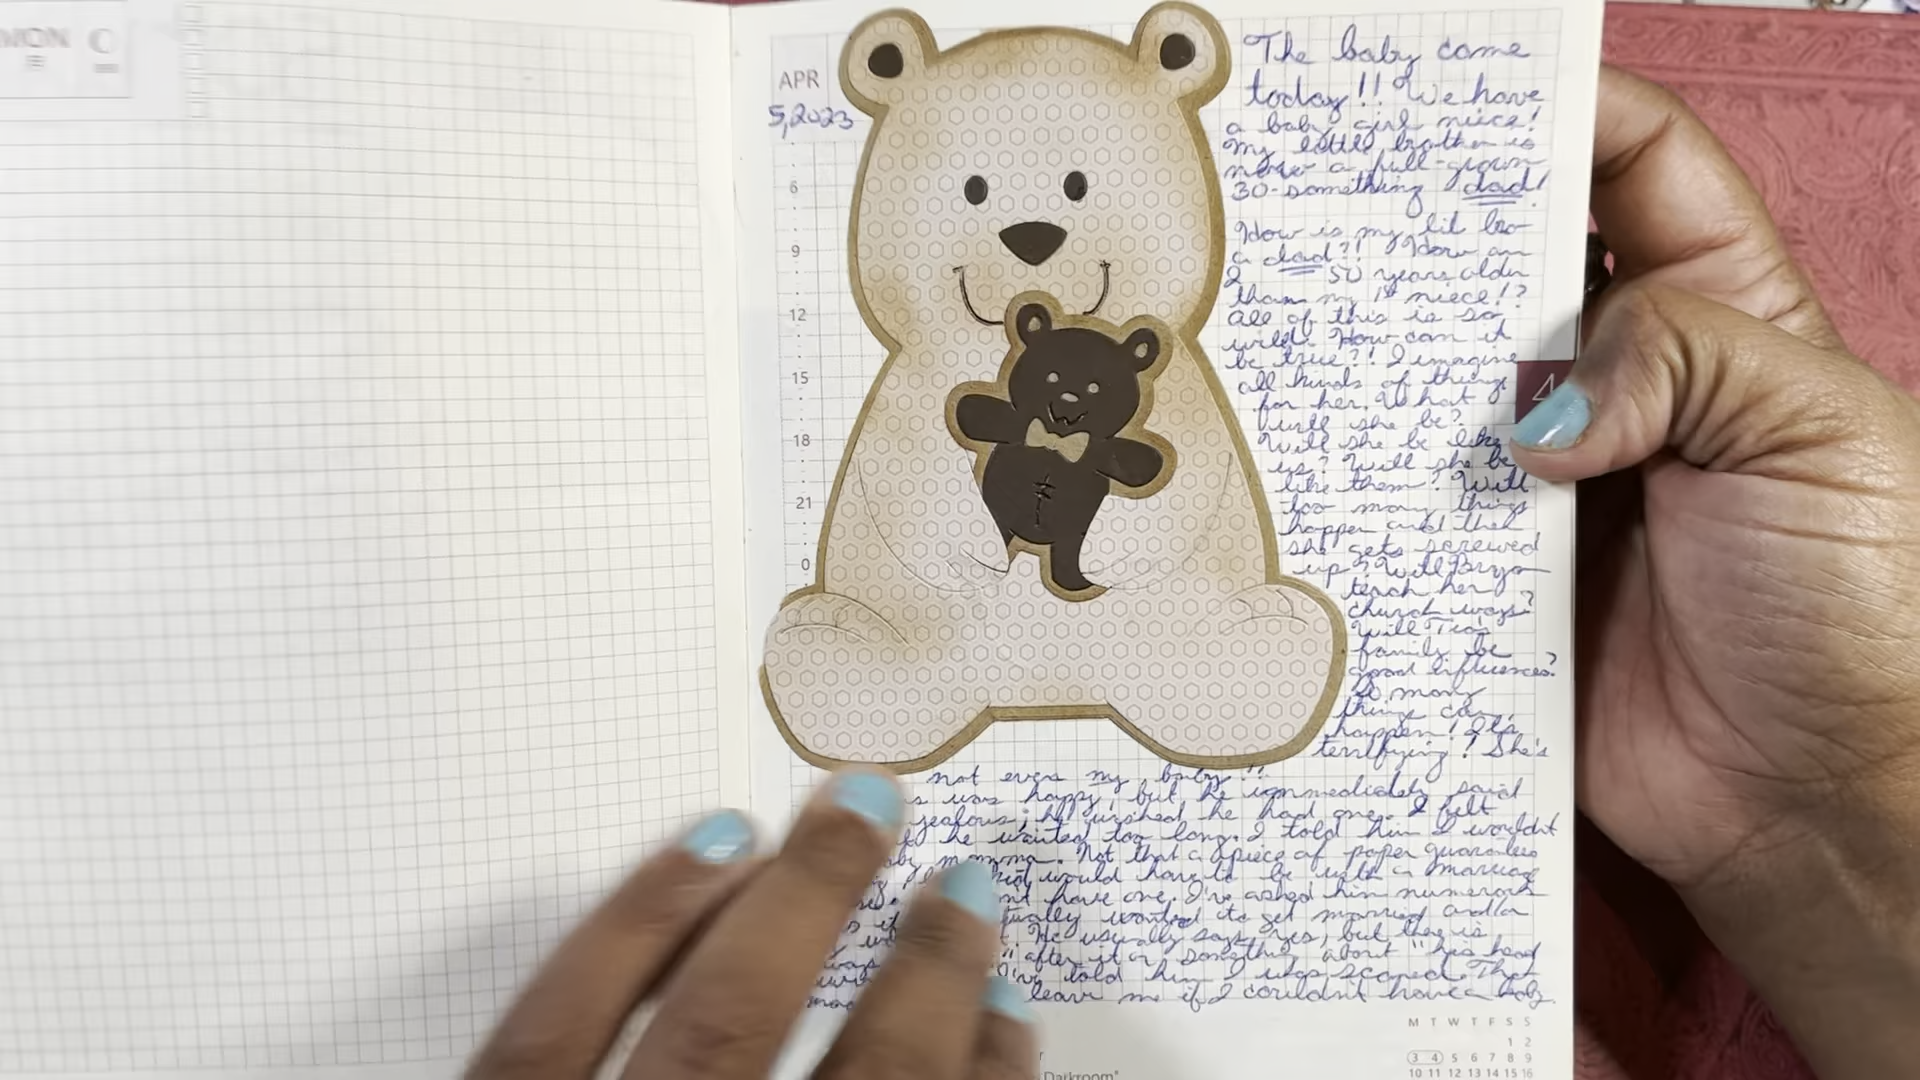 MON
APR
5, 2023
6
9
12
15
18
21
0
4
The baby came
today!! We have
a baby girl niece!
My little brother is
now a full-grown
30-something dad!
How is my lil bro
a dad?! How am
I 50 years older
than my 1st niece!?
All of this is so
wild. How can it
be true?! I imagine
all kinds of things
for her. What
will she be?
Will she be like
us? Will she be
like them? Will
too many things
happen and then
she gets screwed
up? Will Bryan
teach her
church ways?
Will Tia's
family be
good influences?
So many
things can
happen! It's
terrifying! She's
not even my baby!!
was happy, but he immediately said
jealous; he wished he had one. I felt
he waited too long. I told him I wouldn't
baby momma. Not that a piece of paper guarantees
would have to be with a marriage
have one. I've asked him numerous
wanted to get married and/or
He usually says yes, but there is
" after it or something about "his head
I've told him I was scared. That
leave me if I couldn't have a baby.
M T W T F S S
1 2
3 4 5 6 7 8 9
10 11 12 13 14 15 16
Darkroom